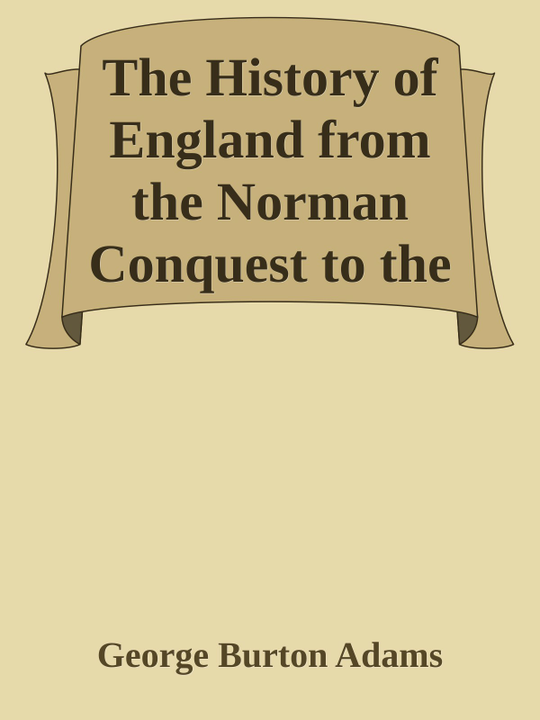 The History of
England from
the Norman
Conquest to the
George Burton Adams